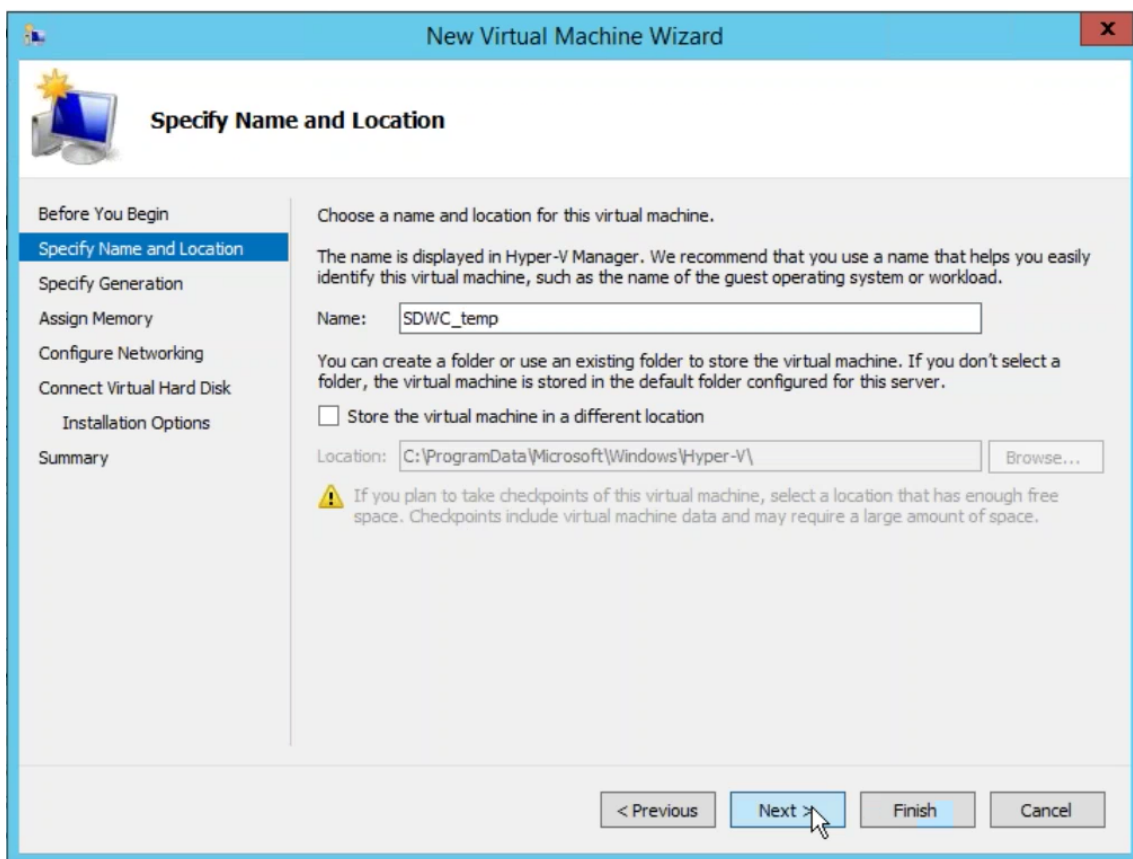 New Virtual Machine Wizard
x
Specify Name and Location
Before You Begin
Specify Name and Location
Specify Generation
Assign Memory
Configure Networking
Connect Virtual Hard Disk
Installation Options
Summary
Choose a name and location for this virtual machine.
The name is displayed in Hyper-V Manager. We recommend that you use a name that helps you easily
identify this virtual machine, such as the name of the guest operating system or workload.
Name: SDWC_temp
You can create a folder or use an existing folder to store the virtual machine. If you don't select a
folder, the virtual machine is stored in the default folder configured for this server.
Store the virtual machine in a different location
Location: C:\ProgramData\Microsoft\Windows\Hyper-V\ Browse...
If you plan to take checkpoints of this virtual machine, select a location that has enough free
space. Checkpoints include virtual machine data and may require a large amount of space.
< Previous Next > Finish Cancel